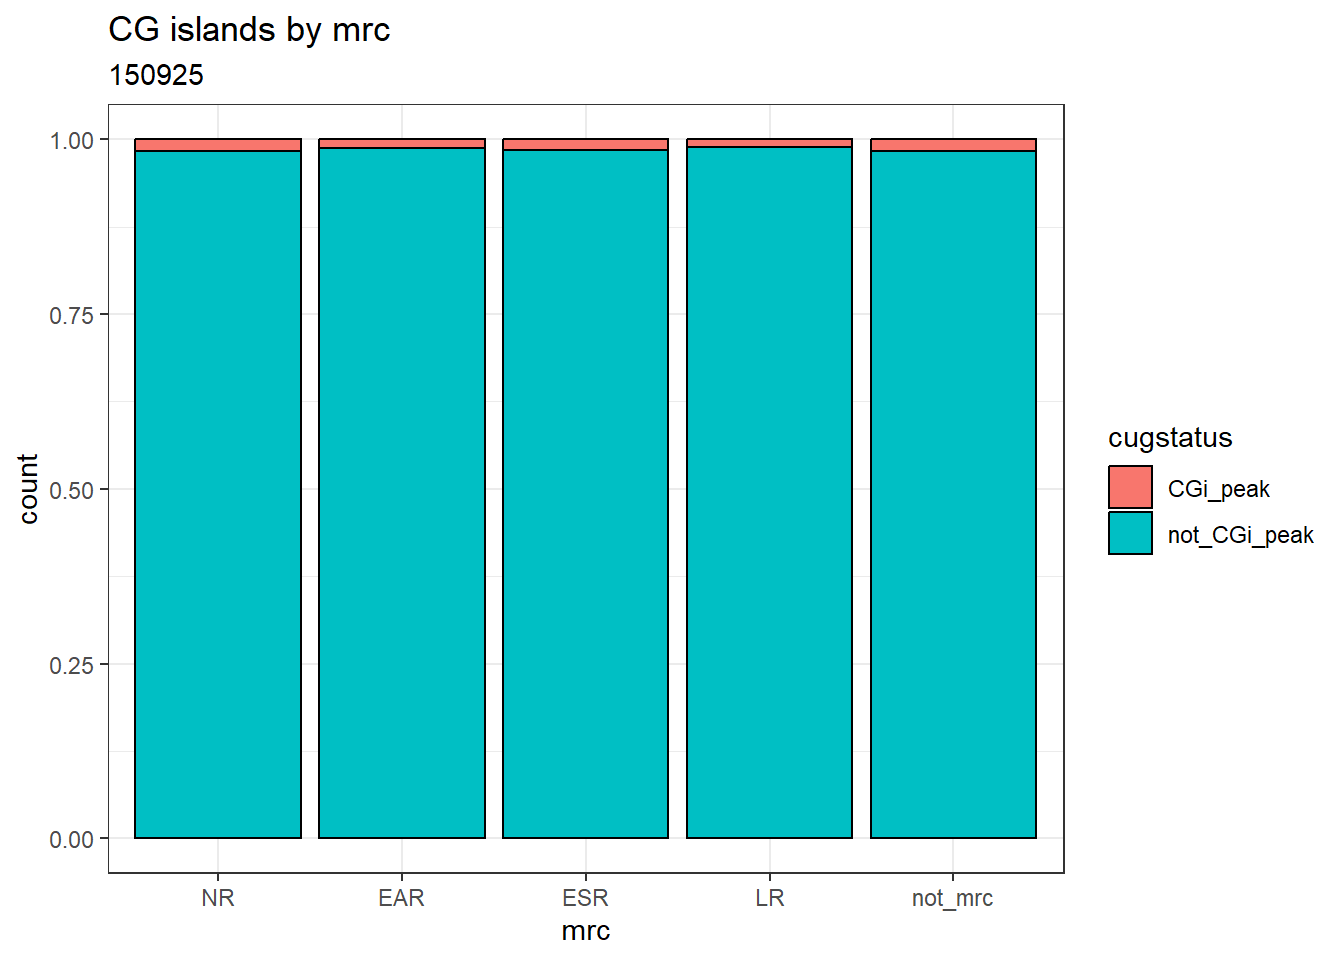 CG islands by mrc
150925
1.00
0.75
0.50
0.25
0.00
count
NR
EAR
ESR
LR
not_mrc
mrc
cugstatus
CGi_peak
not_CGi_peak